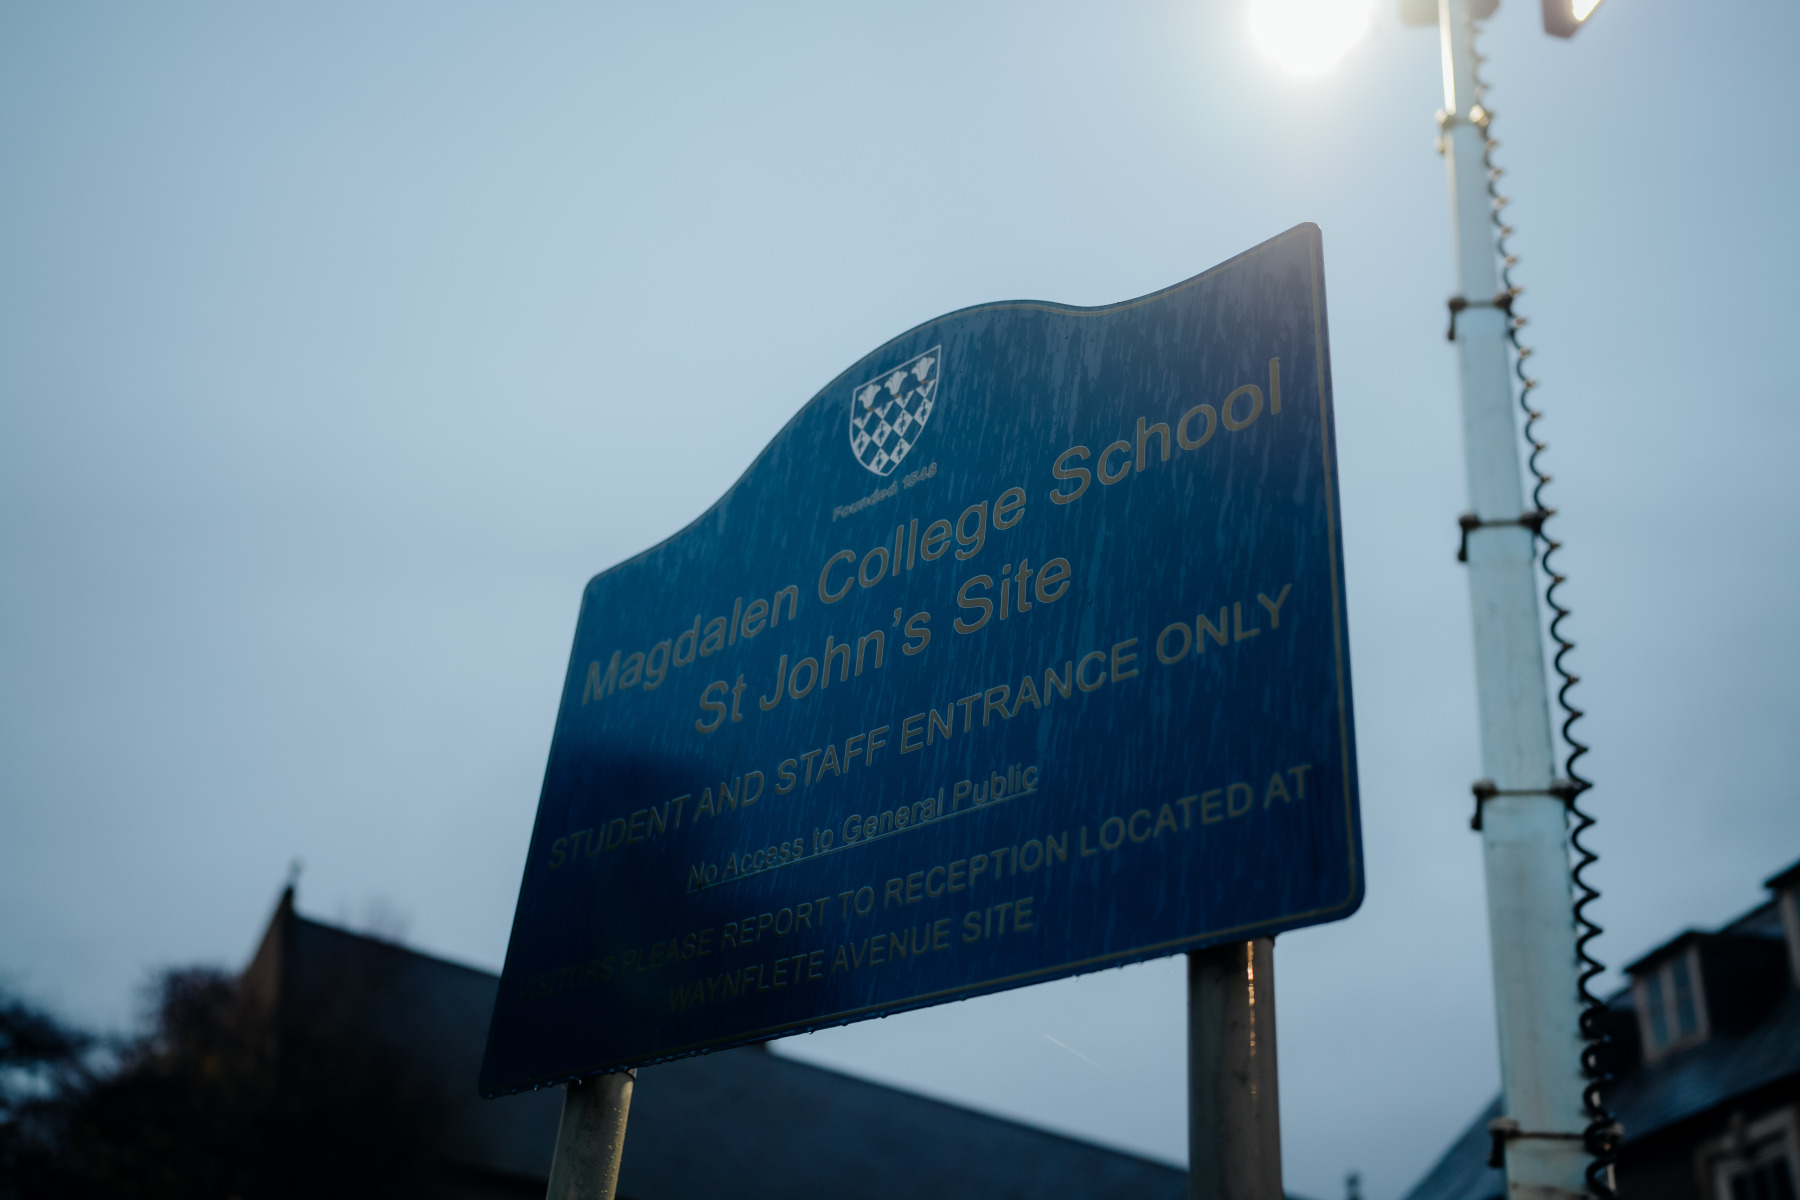 Founded 1548
Magdalen College School
St John's Site
STUDENT AND STAFF ENTRANCE ONLY
No Access to General Public
VISITORS PLEASE REPORT TO RECEPTION LOCATED AT
WAYNFLETE AVENUE SITE